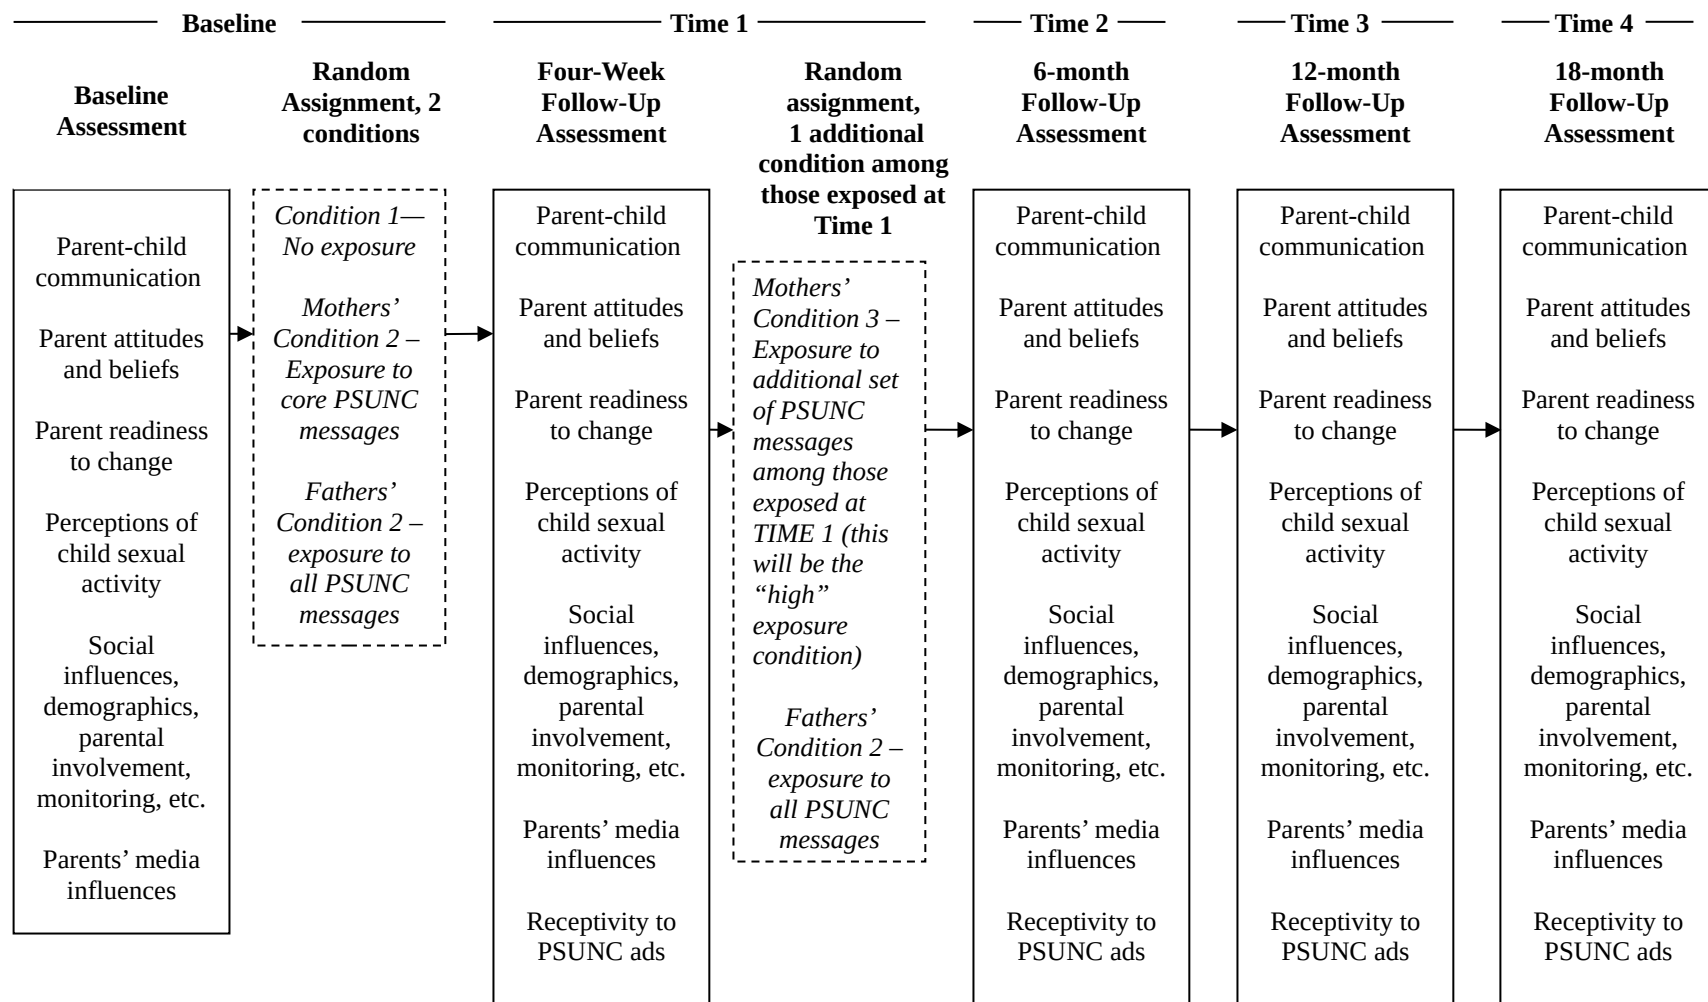 Baseline
Time 1
Time 2
Time 3
Time 4
Baseline
Assessment
Random
Assignment, 2
conditions
Four-Week
Follow-Up
Assessment
Random
assignment,
1 additional
condition among
those exposed at
Time 1
6-month
Follow-Up
Assessment
12-month
Follow-Up
Assessment
18-month
Follow-Up
Assessment
Parent-child
communication
Parent attitudes
and beliefs
Parent readiness
to change
Perceptions of
child sexual
activity
Social
influences,
demographics,
parental
involvement,
monitoring, etc.
Parents’ media
influences
Condition 1—
No exposure
Mothers’
Condition 2 –
Exposure to
core PSUNC
messages
Fathers’
Condition 2 –
exposure to
all PSUNC
messages
Parent-child
communication
Parent attitudes
and beliefs
Parent readiness
to change
Perceptions of
child sexual
activity
Social
influences,
demographics,
parental
involvement,
monitoring, etc.
Parents’ media
influences
Receptivity to
PSUNC ads
Mothers’
Condition 3 –
Exposure to
additional set
of PSUNC
messages
among those
exposed at
TIME 1 (this
will be the
“high”
exposure
condition)
Fathers’
Condition 2 –
exposure to
all PSUNC
messages
Parent-child
communication
Parent attitudes
and beliefs
Parent readiness
to change
Perceptions of
child sexual
activity
Social
influences,
demographics,
parental
involvement,
monitoring, etc.
Parents’ media
influences
Receptivity to
PSUNC ads
Parent-child
communication
Parent attitudes
and beliefs
Parent readiness
to change
Perceptions of
child sexual
activity
Social
influences,
demographics,
parental
involvement,
monitoring, etc.
Parents’ media
influences
Receptivity to
PSUNC ads
Parent-child
communication
Parent attitudes
and beliefs
Parent readiness
to change
Perceptions of
child sexual
activity
Social
influences,
demographics,
parental
involvement,
monitoring, etc.
Parents’ media
influences
Receptivity to
PSUNC ads